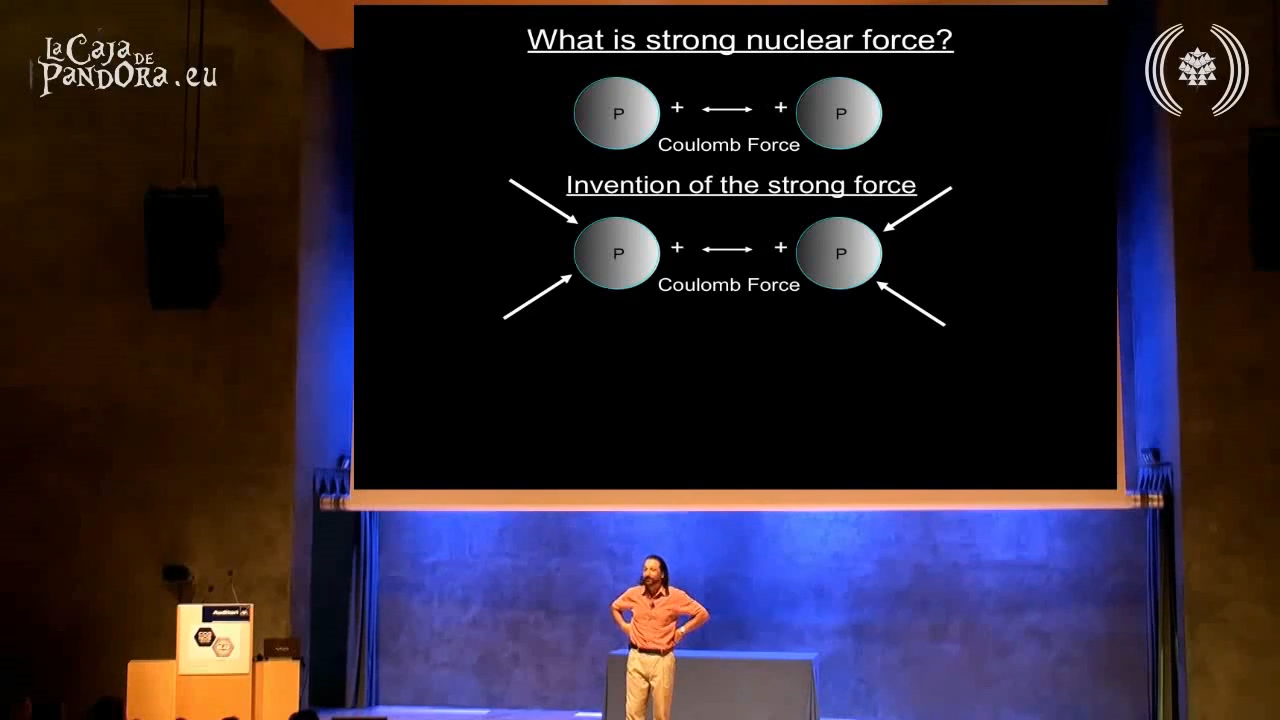 La Caja
DE
Pandora.eu
What is strong nuclear force?
P + + P
Coulomb Force
Invention of the strong force
P + + P
Coulomb Force
Auditori